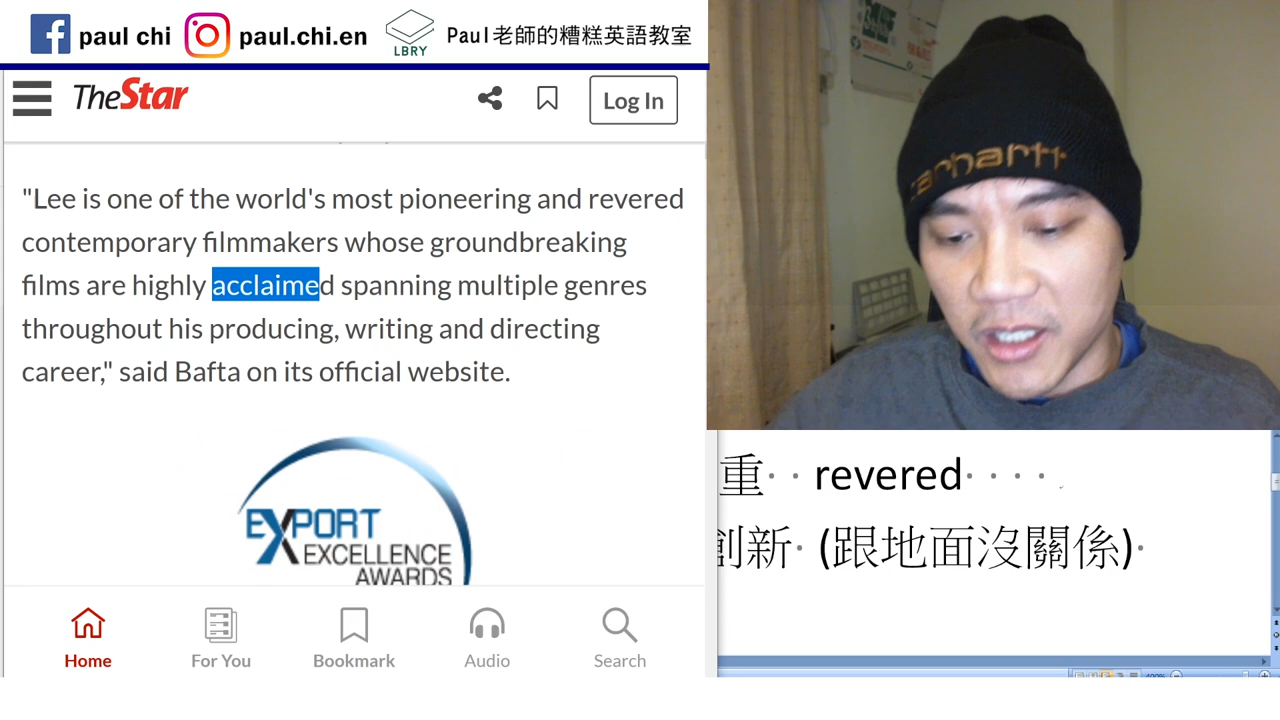 paul chi paul.chi.en LBRY Paul老師的糟糕英語教室
TheStar Log In
"Lee is one of the world's most pioneering and revered
contemporary filmmakers whose groundbreaking
films are highly acclaimed spanning multiple genres
throughout his producing, writing and directing
career," said Bafta on its official website.
EXPORT
EXCELLENCE
AWARDS
Home For You Bookmark Audio Search
carhartt
重 revered
創新 (跟地面沒關係)
400%